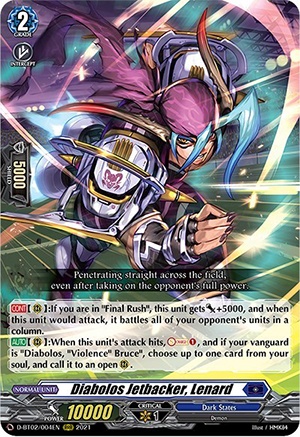 2
GRADE
INTERCEPT
5000
SHIELD
Penetrating straight across the field,
even after taking on the opponent's full power.
CONT【】:If you are in "Final Rush", this unit gets +5000, and when
this unit would attack, it battles all of your opponent's units in a
column.
AUTO【】:When this unit's attack hits, 1, and if your vanguard
is "Diabolos, "Violence" Bruce", choose up to one card from your
soul, and call it to an open.
NORMAL UNIT
Diabolos Jetbacker, Lenard
D-BT02/004EN RRR 2021
Illust / HMK84
POWER 10000
CRITICAL
1
Dark States
Demon